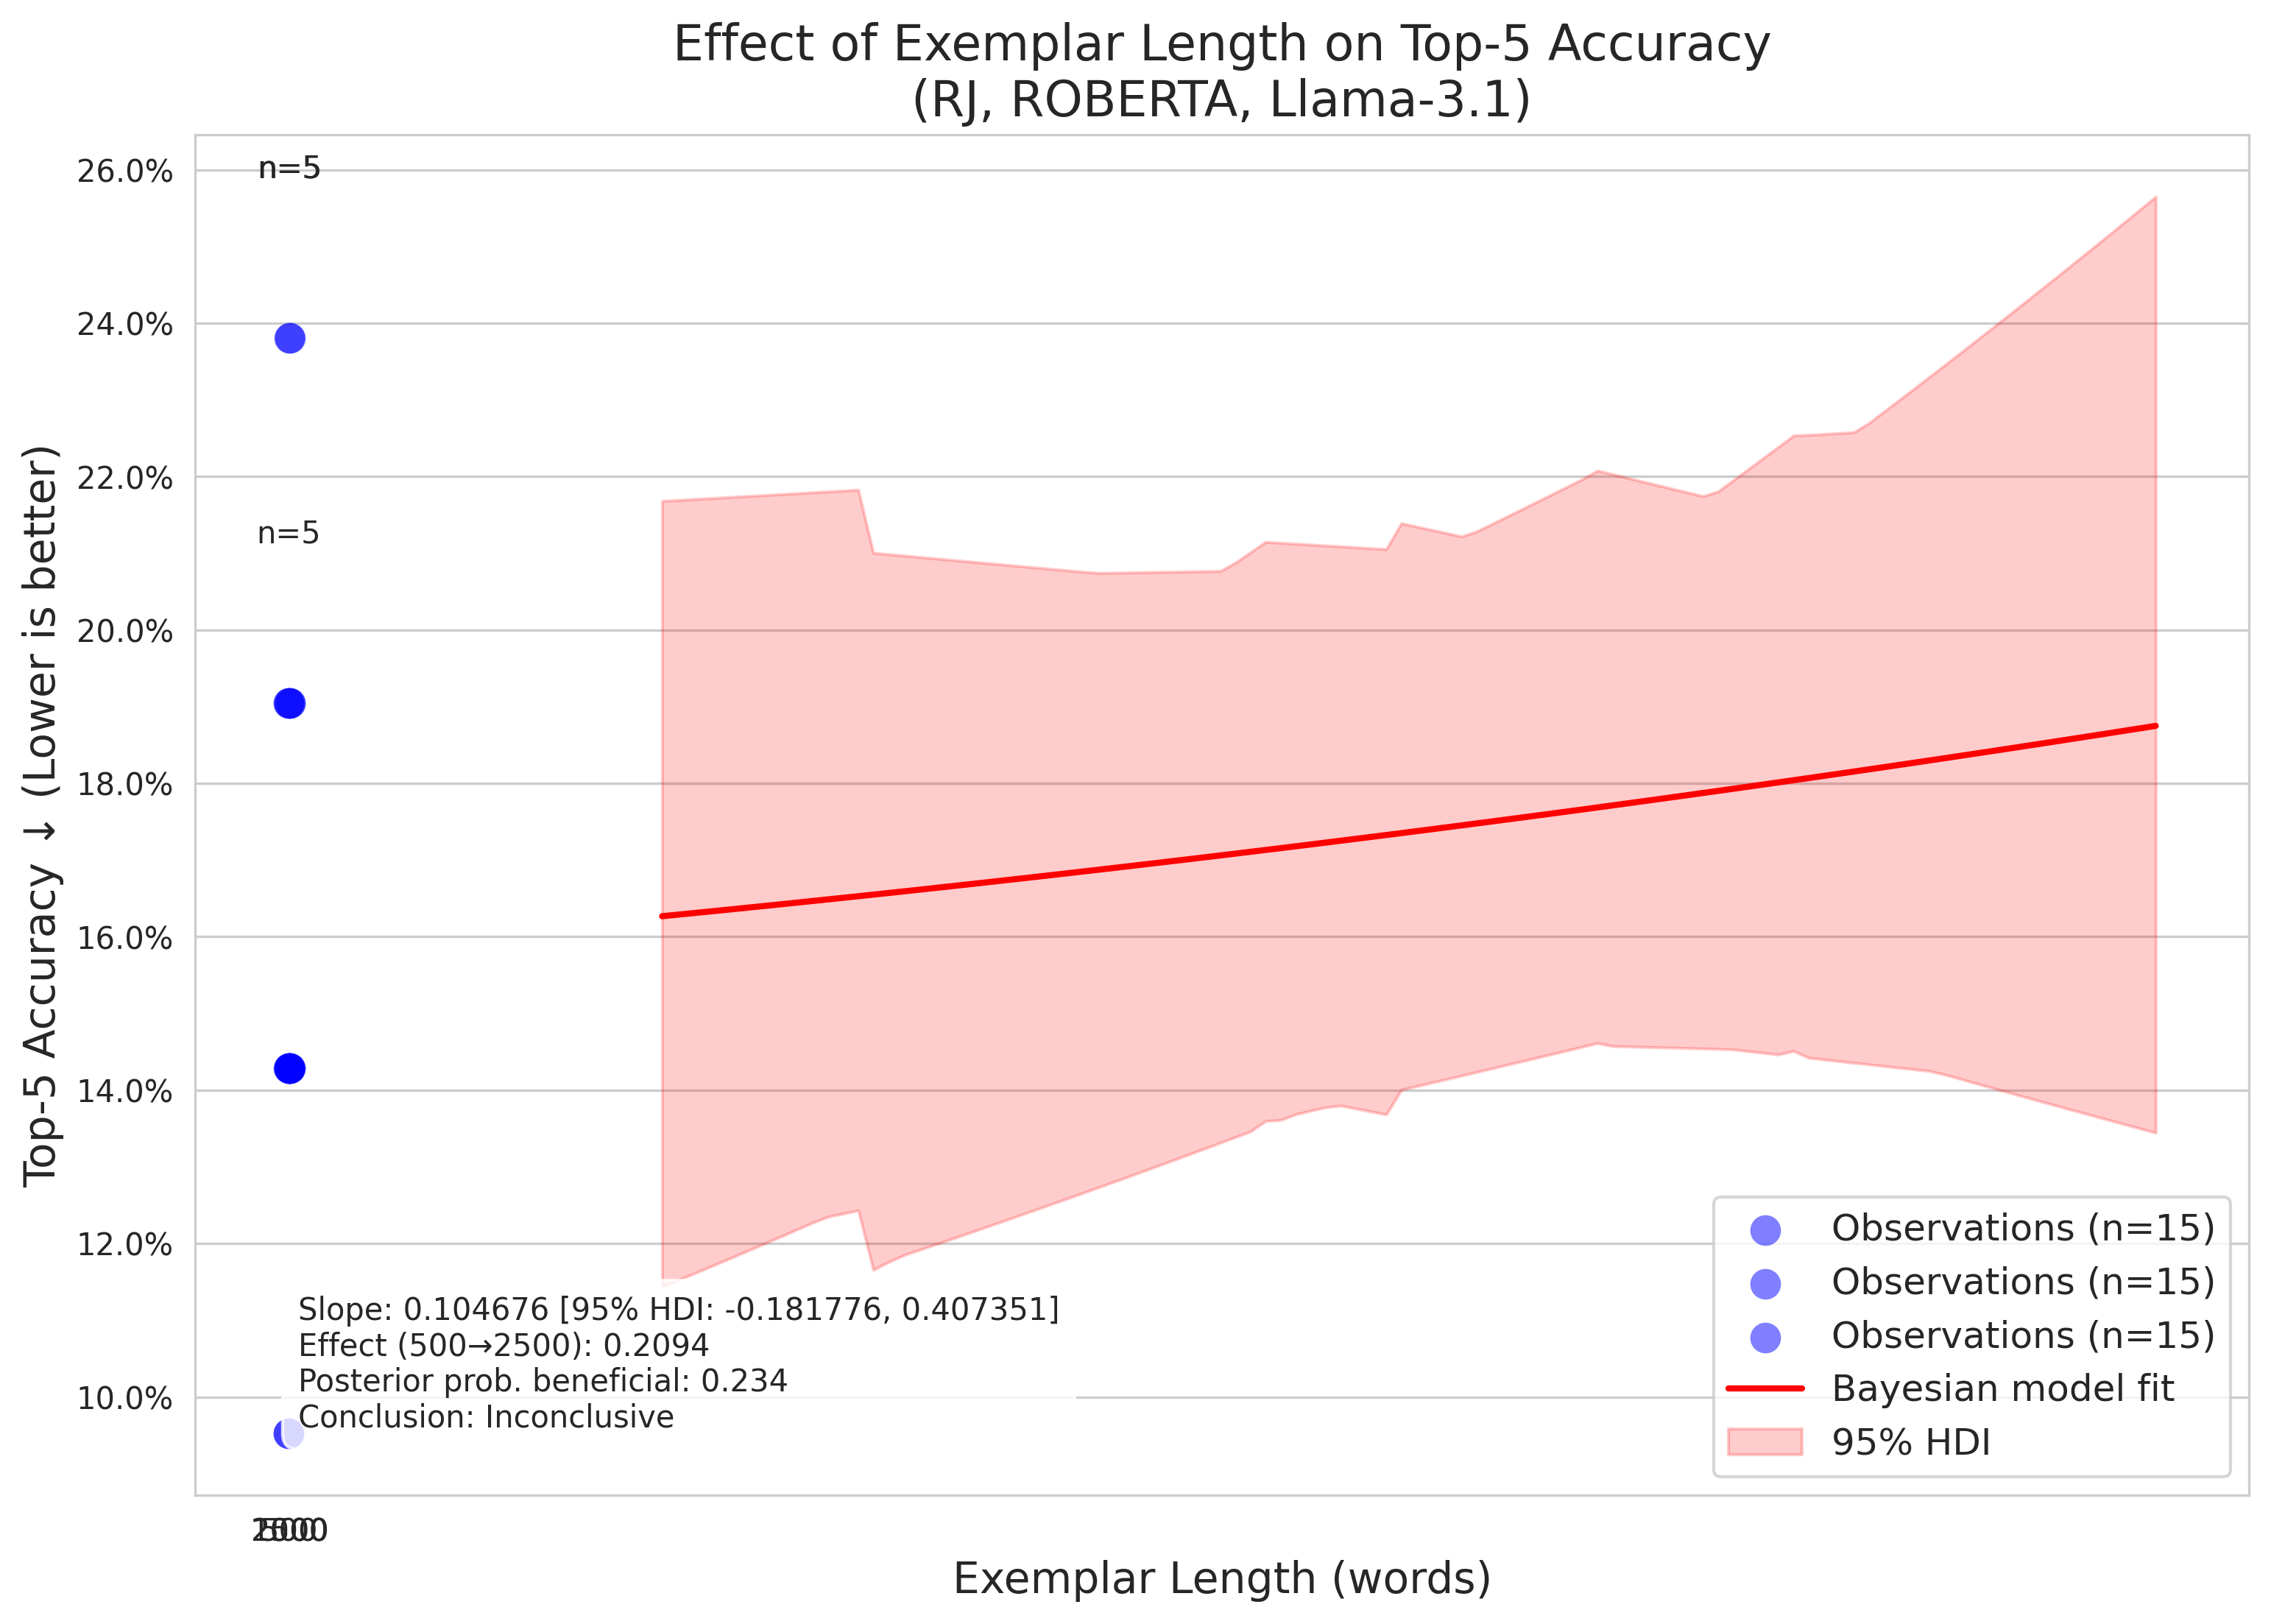 Effect of Exemplar Length on Top-5 Accuracy
(RJ, ROBERTA, Llama-3.1)
Top-5 Accuracy ↓ (Lower is better)
26.0%
24.0%
22.0%
20.0%
18.0%
16.0%
14.0%
12.0%
10.0%
n=5
n=5
Slope: 0.104676 [95% HDI: -0.181776, 0.407351]
Effect (500→2500): 0.2094
Posterior prob. beneficial: 0.234
Conclusion: Inconclusive
Observations (n=15)
Observations (n=15)
Observations (n=15)
Bayesian model fit
95% HDI
Exemplar Length (words)